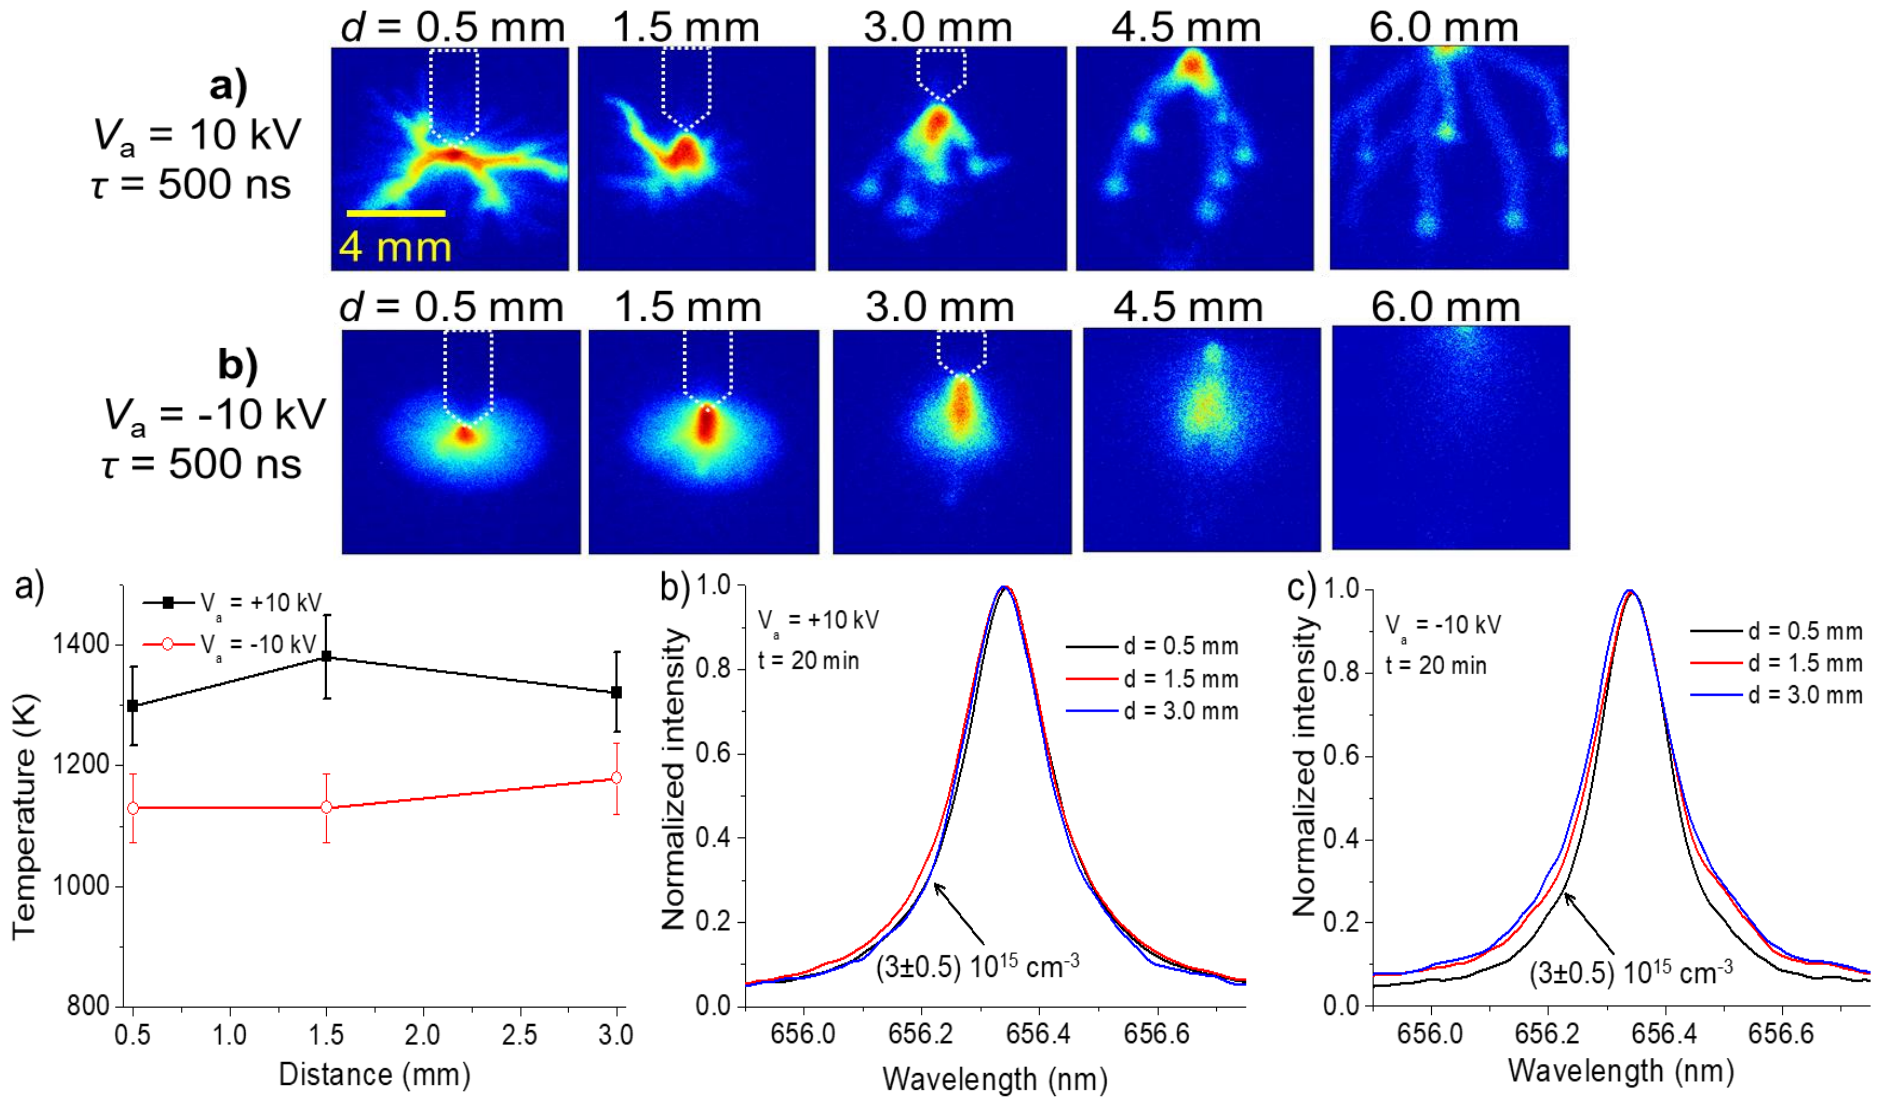 d = 0.5 mm 1.5 mm 3.0 mm 4.5 mm 6.0 mm
a)
Va = 10 kV
τ = 500 ns
4 mm
d = 0.5 mm 1.5 mm 3.0 mm 4.5 mm 6.0 mm
b)
Va = -10 kV
τ = 500 ns
a)
Va = +10 kV
Va = -10 kV
1400
1200
1000
800
Temperature (K)
0.5 1.0 1.5 2.0 2.5 3.0
Distance (mm)
b)
Va = +10 kV
t = 20 min
d = 0.5 mm
d = 1.5 mm
d = 3.0 mm
1.0
0.8
0.6
0.4
0.2
0.0
Normalized intensity
(3±0.5) 10¹⁵ cm⁻³
656.0 656.2 656.4 656.6
Wavelength (nm)
c)
Va = -10 kV
t = 20 min
d = 0.5 mm
d = 1.5 mm
d = 3.0 mm
1.0
0.8
0.6
0.4
0.2
0.0
Normalized intensity
(3±0.5) 10¹⁵ cm⁻³
656.0 656.2 656.4 656.6
Wavelength (nm)